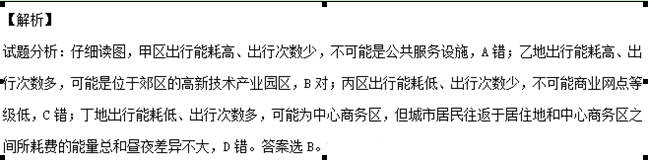 【解析】
试题分析：仔细读图，甲区出行能耗高、出行次数少，不可能是公共服务设施，A 错；乙地出行能耗高、出
行次数多，可能是位于郊区的高新技术产业园区，B 对；丙区出行能耗低、出行次数少，不可能商业网点等
级低，C 错；丁地出行能耗低、出行次数多，可能为中心商务区，但城市居民往返于居住地和中心商务区之
间所耗费的能量总和昼夜差异不大，D 错。答案选 B。